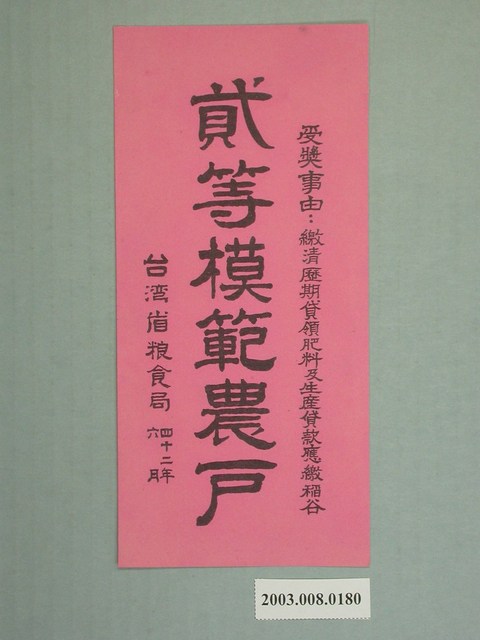 受獎事由：繳清歷期貸領肥料及生產貸款應繳稻谷
貳等模範農戶
台湾省粮食局
四十二年
六月
2003.008.0180